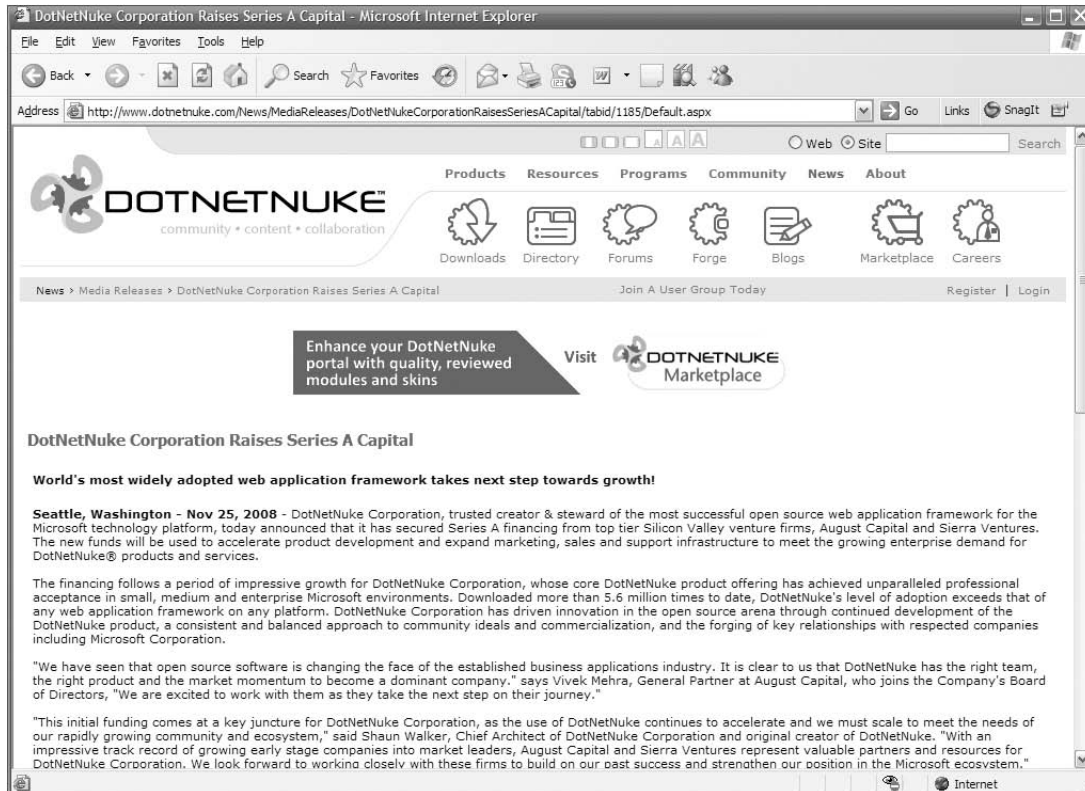 DotNetNuke Corporation Raises Series A Capital - Microsoft Internet Explorer
File Edit View Favorites Tools Help
Back Search Favorites
Address http://www.dotnetnuke.com/News/MediaReleases/DotNetNukeCorporationRaisesSeriesACapital/tabid/1185/Default.aspx Go Links SnagIt
A A A Web Site Search
DOTNETNUKE™
community • content • collaboration
Products Resources Programs Community News About
Downloads Directory Forums Forge Blogs Marketplace Careers
News > Media Releases > DotNetNuke Corporation Raises Series A Capital Join A User Group Today Register | Login
Enhance your DotNetNuke
portal with quality, reviewed
modules and skins
Visit
DOTNETNUKE
Marketplace
DotNetNuke Corporation Raises Series A Capital
World's most widely adopted web application framework takes next step towards growth!
Seattle, Washington - Nov 25, 2008 - DotNetNuke Corporation, trusted creator & steward of the most successful open source web application framework for the
Microsoft technology platform, today announced that it has secured Series A financing from top tier Silicon Valley venture firms, August Capital and Sierra Ventures.
The new funds will be used to accelerate product development and expand marketing, sales and support infrastructure to meet the growing enterprise demand for
DotNetNuke® products and services.
The financing follows a period of impressive growth for DotNetNuke Corporation, whose core DotNetNuke product offering has achieved unparalleled professional
acceptance in small, medium and enterprise Microsoft environments. Downloaded more than 5.6 million times to date, DotNetNuke's level of adoption exceeds that of
any web application framework on any platform. DotNetNuke Corporation has driven innovation in the open source arena through continued development of the
DotNetNuke product, a consistent and balanced approach to community ideals and commercialization, and the forging of key relationships with respected companies
including Microsoft Corporation.
"We have seen that open source software is changing the face of the established business applications industry. It is clear to us that DotNetNuke has the right team,
the right product and the market momentum to become a dominant company." says Vivek Mehra, General Partner at August Capital, who joins the Company's Board
of Directors, "We are excited to work with them as they take the next step on their journey."
"This initial funding comes at a key juncture for DotNetNuke Corporation, as the use of DotNetNuke continues to accelerate and we must scale to meet the needs of
our rapidly growing community and ecosystem," said Shaun Walker, Chief Architect of DotNetNuke Corporation and original creator of DotNetNuke. "With an
impressive track record of growing early stage companies into market leaders, August Capital and Sierra Ventures represent valuable partners and resources for
DotNetNuke Corporation. We look forward to working closely with these firms to build on our past success and strengthen our position in the Microsoft ecosystem."
Internet